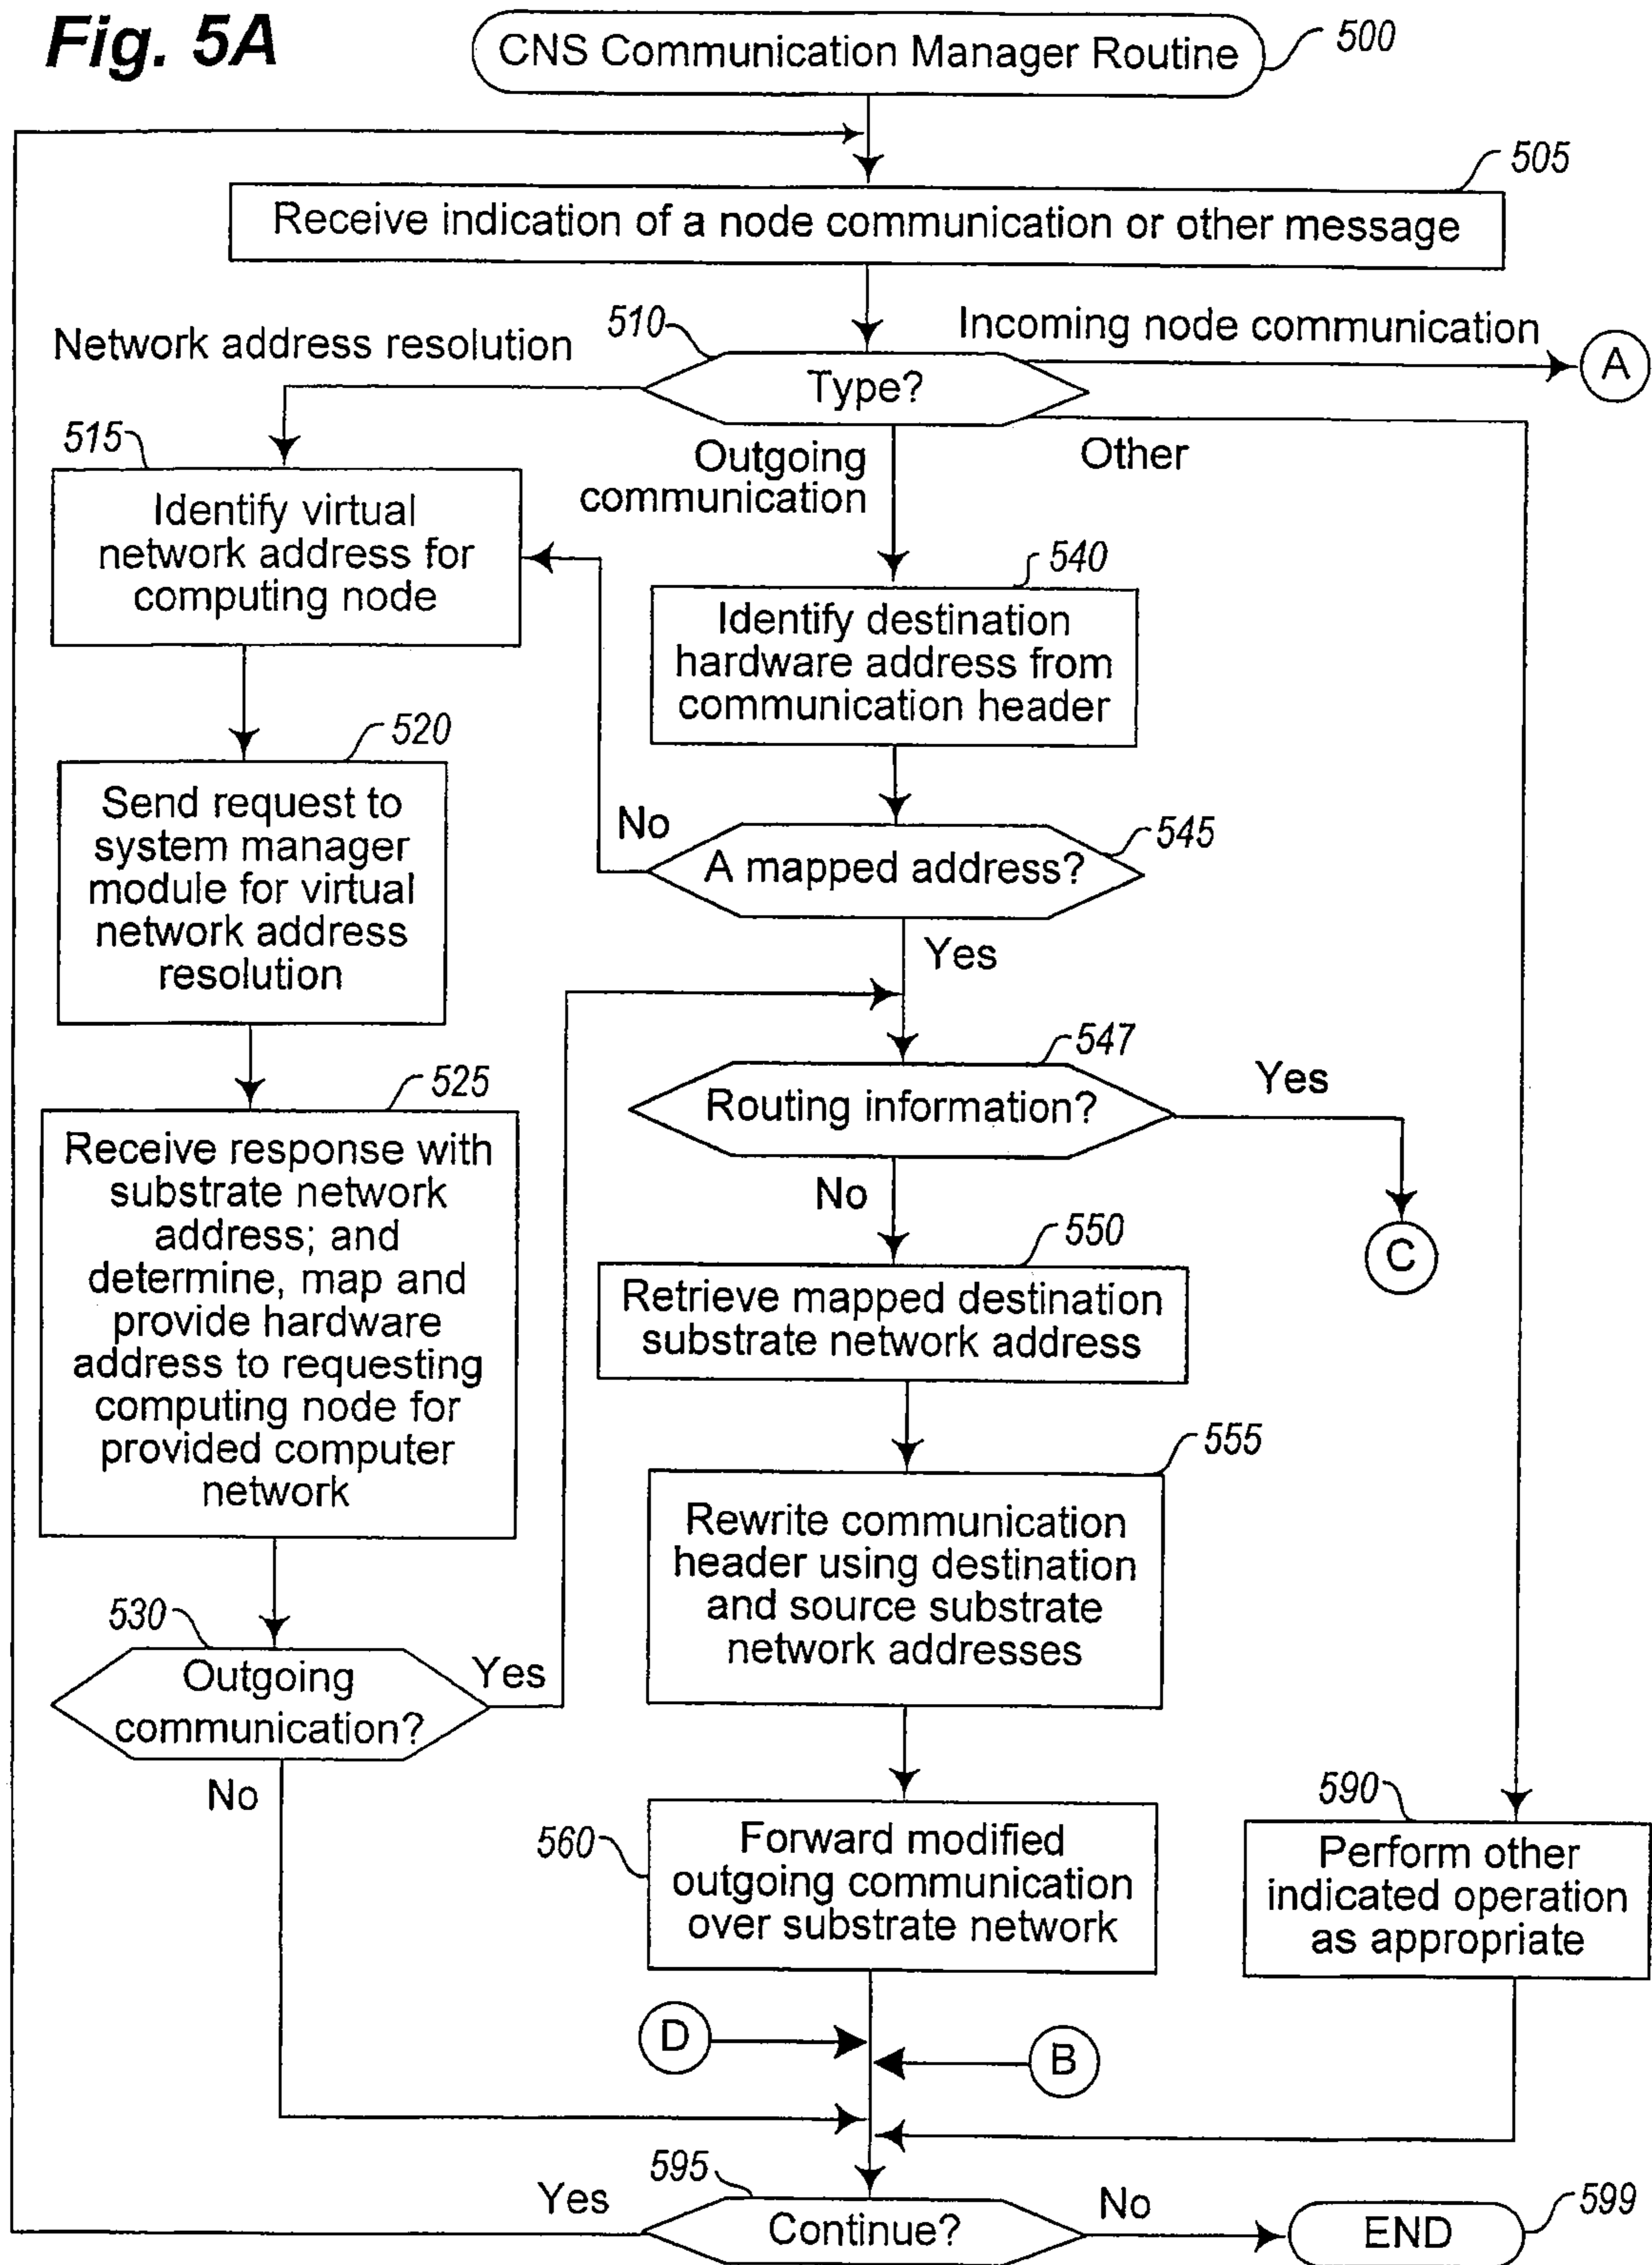 Fig. 5A
CNS Communication Manager Routine
500
505
Receive indication of a node communication or other message
510
Incoming node communication
A
Network address resolution
Type?
515
Outgoing
communication
Other
Identify virtual
network address for
computing node
540
Identify destination
hardware address from
communication header
520
Send request to
system manager
module for virtual
network address
resolution
No
545
A mapped address?
Yes
547
Routing information?
Yes
C
525
Receive response with
substrate network
address; and
determine, map and
provide hardware
address to requesting
computing node for
provided computer
network
No
550
Retrieve mapped destination
substrate network address
555
Rewrite communication
header using destination
and source substrate
network addresses
530
Outgoing
communication?
Yes
No
560
Forward modified
outgoing communication
over substrate network
590
Perform other
indicated operation
as appropriate
D
B
595
Yes
Continue?
No
END
599